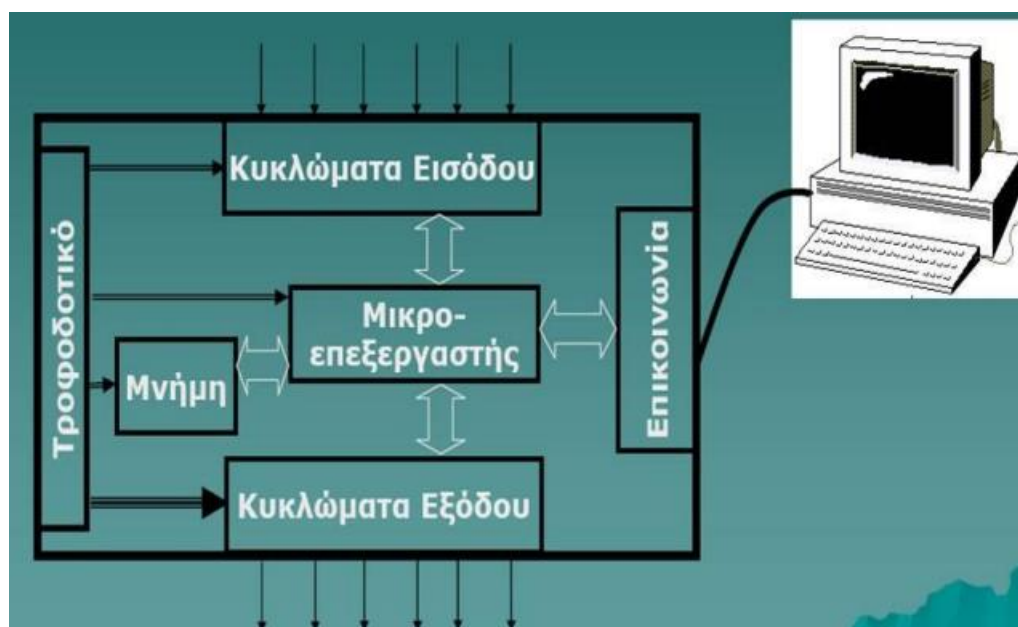 Κυκλώματα Εισόδου
Τροφοδοτικό
Μικρο-
επεξεργαστής
Μνήμη
Επικοινωνία
Κυκλώματα Εξόδου